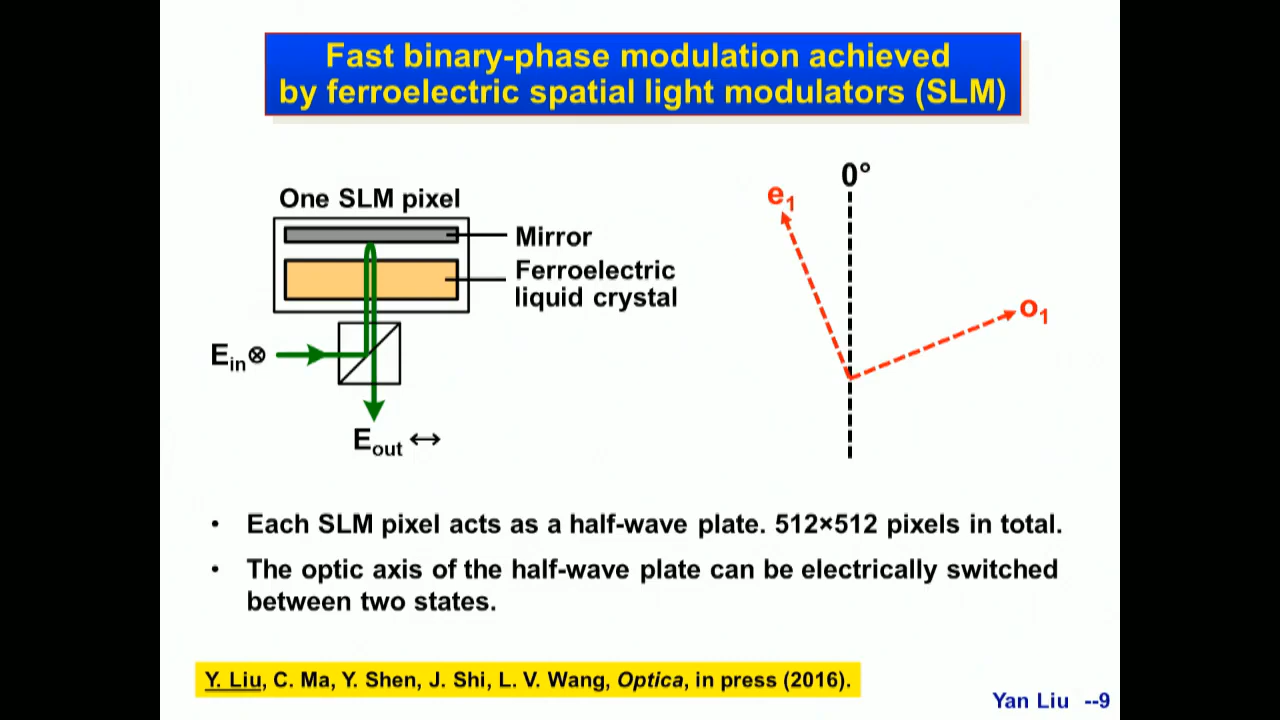 Fast binary-phase modulation achieved
by ferroelectric spatial light modulators (SLM)
One SLM pixel
Mirror
Ferroelectric
liquid crystal
E_in⊗
E_out ↔
0°
e₁
o₁
• Each SLM pixel acts as a half-wave plate. 512×512 pixels in total.
• The optic axis of the half-wave plate can be electrically switched
between two states.
Y. Liu, C. Ma, Y. Shen, J. Shi, L. V. Wang, Optica, in press (2016).
Yan Liu --9